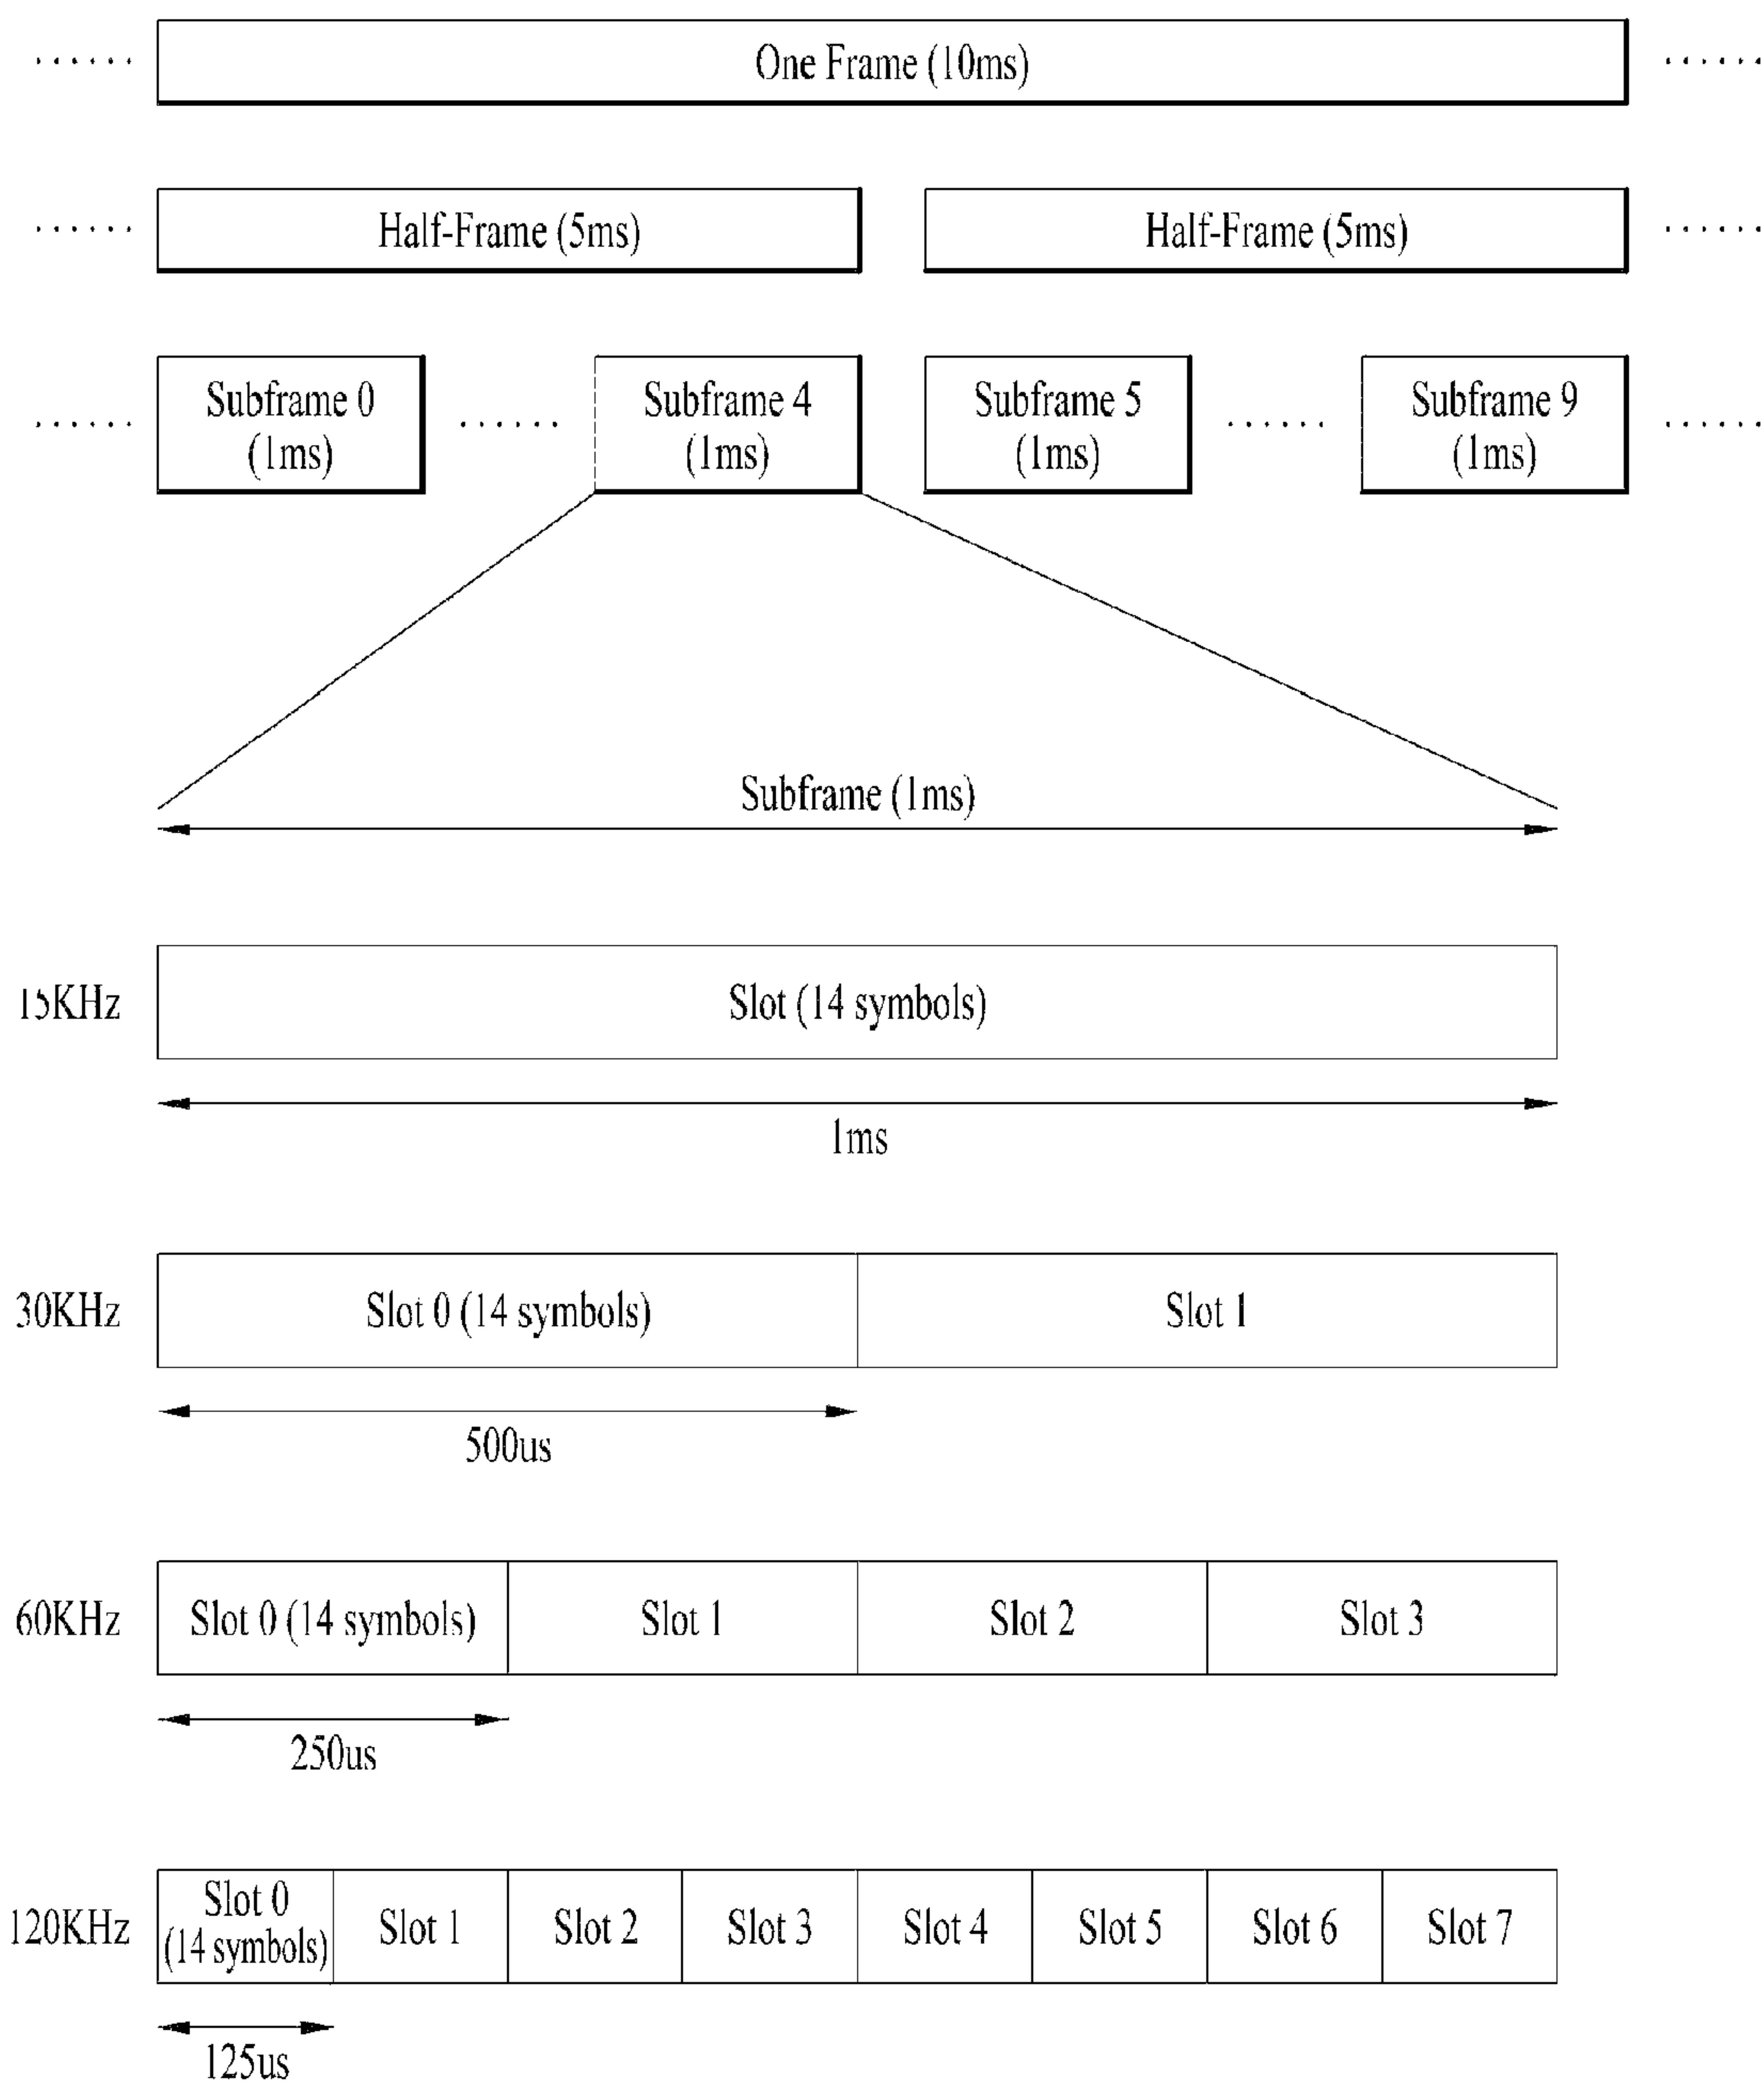 One Frame (10ms)
Half-Frame (5ms)
Half-Frame (5ms)
Subframe 0
(1ms)
Subframe 4
(1ms)
Subframe 5
(1ms)
Subframe 9
(1ms)
Subframe (1ms)
15KHz
Slot (14 symbols)
1ms
30KHz
Slot 0 (14 symbols)
Slot 1
500us
60KHz
Slot 0 (14 symbols)
Slot 1
Slot 2
Slot 3
250us
120KHz
Slot 0
(14 symbols)
Slot 1
Slot 2
Slot 3
Slot 4
Slot 5
Slot 6
Slot 7
125us